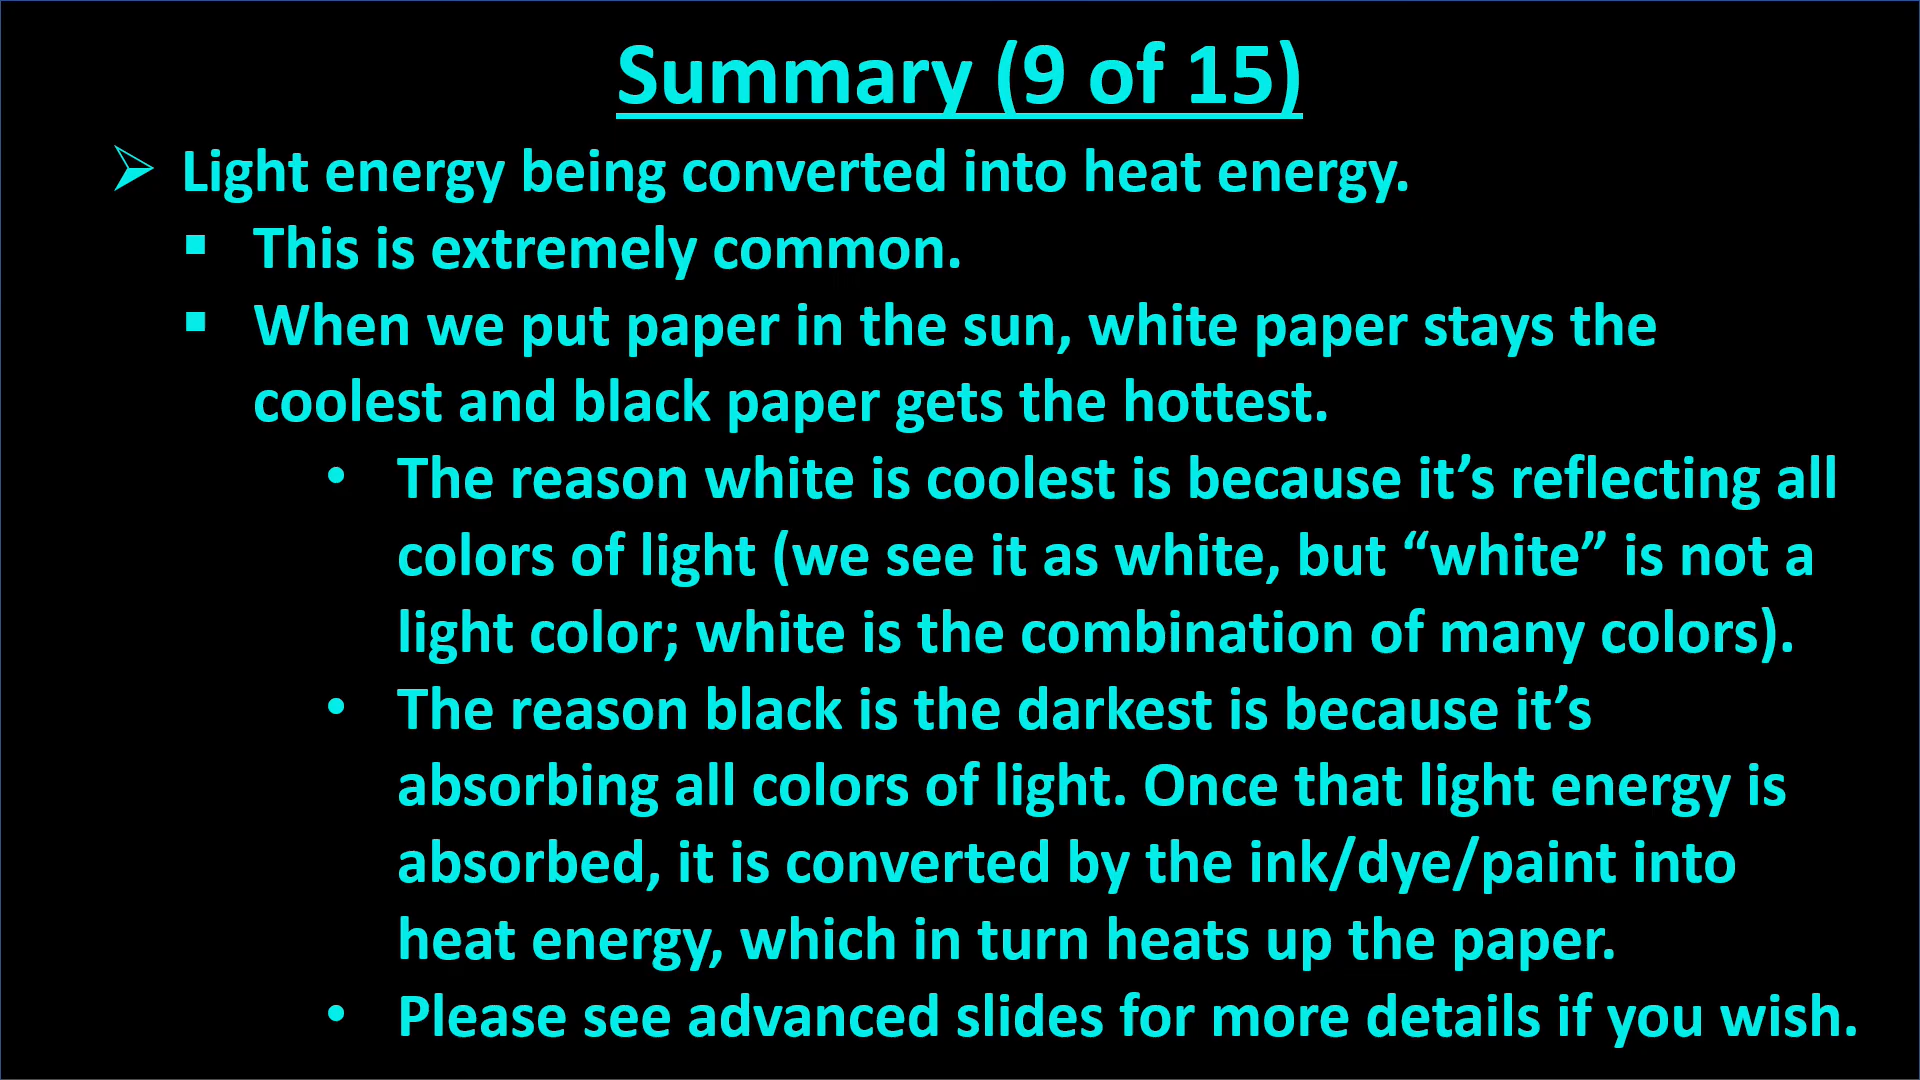 Summary (9 of 15)
➢ Light energy being converted into heat energy.
▪ This is extremely common.
▪ When we put paper in the sun, white paper stays the
coolest and black paper gets the hottest.
• The reason white is coolest is because it’s reflecting all
colors of light (we see it as white, but “white” is not a
light color; white is the combination of many colors).
• The reason black is the darkest is because it’s
absorbing all colors of light. Once that light energy is
absorbed, it is converted by the ink/dye/paint into
heat energy, which in turn heats up the paper.
• Please see advanced slides for more details if you wish.